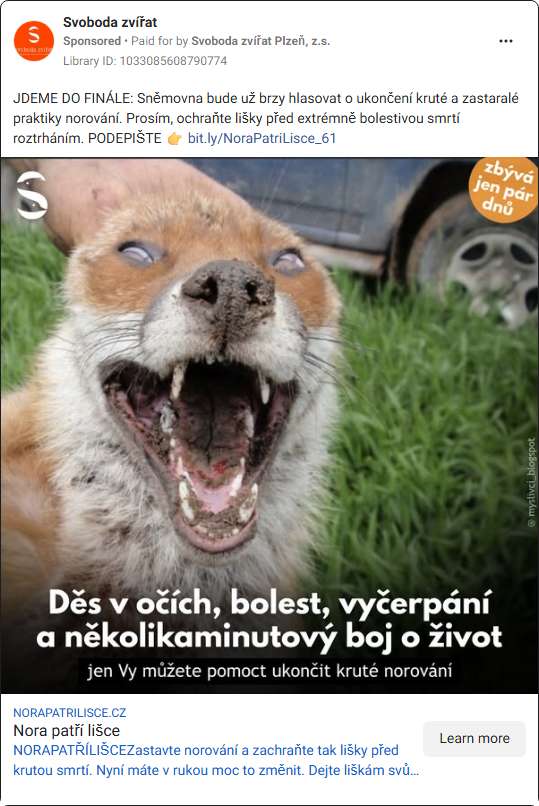 Svoboda zvířat
Sponsored • Paid for by Svoboda zvířat Plzeň, z.s.
Library ID: 1033085608790774
JDEME DO FINÁLE: Sněmovna bude už brzy hlasovat o ukončení kruté a zastaralé
praktiky norování. Prosím, ochraňte lišky před extrémně bolestivou smrtí
roztrháním. PODEPIŠTE 👉 bit.ly/NoraPatriLisce_61
zbývá
jen pár
dnů
@ myslivci_blogspot
Děs v očích, bolest, vyčerpání
a několikaminutový boj o život
jen Vy můžete pomoct ukončit kruté norování
NORAPATRILISCE.CZ
Nora patří lišce
NORAPATŘÍLIŠCEZastavte norování a zachraňte tak lišky před
krutou smrtí. Nyní máte v rukou moc to změnit. Dejte liškám svů...
Learn more